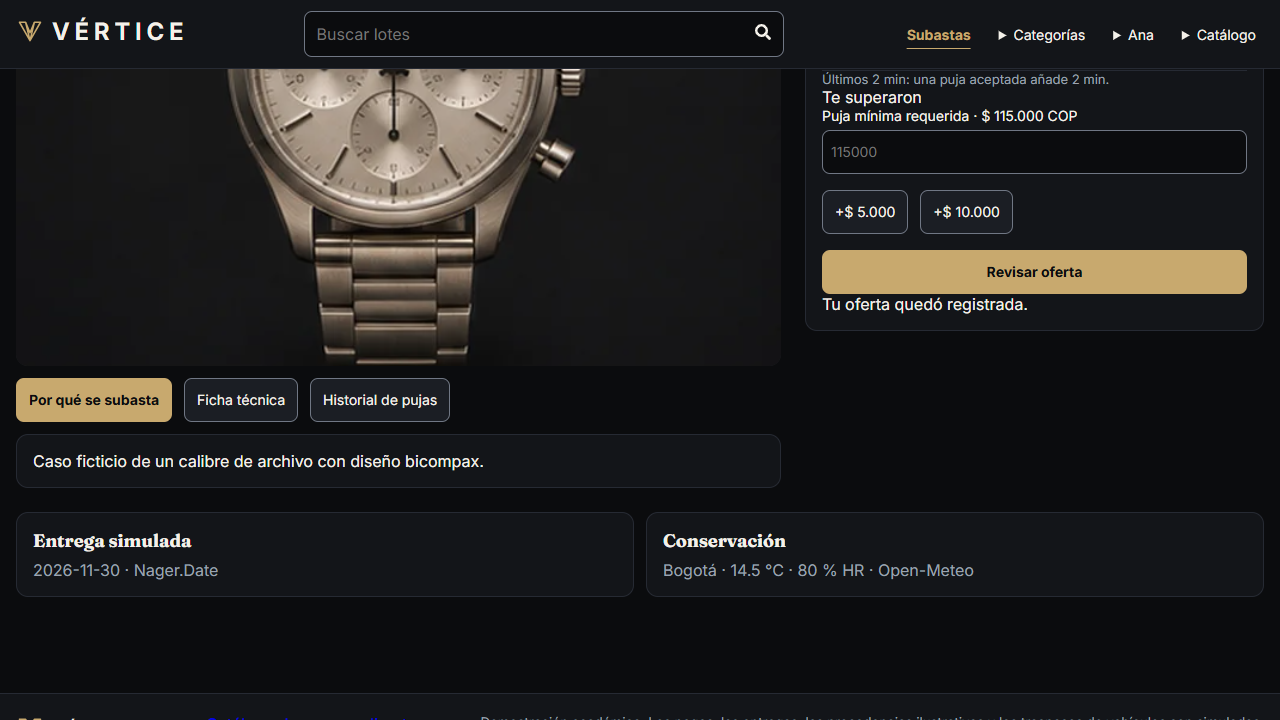 VÉRTICE
Buscar lotes
Subastas
Categorías
Ana
Catálogo
Últimos 2 min: una puja aceptada añade 2 min.
Te superaron
Puja mínima requerida · $ 115.000 COP
115000
+$ 5.000
+$ 10.000
Revisar oferta
Tu oferta quedó registrada.
Por qué se subasta
Ficha técnica
Historial de pujas
Caso ficticio de un calibre de archivo con diseño bicompax.
Entrega simulada
2026-11-30 · Nager.Date
Conservación
Bogotá · 14.5 °C · 80 % HR · Open-Meteo